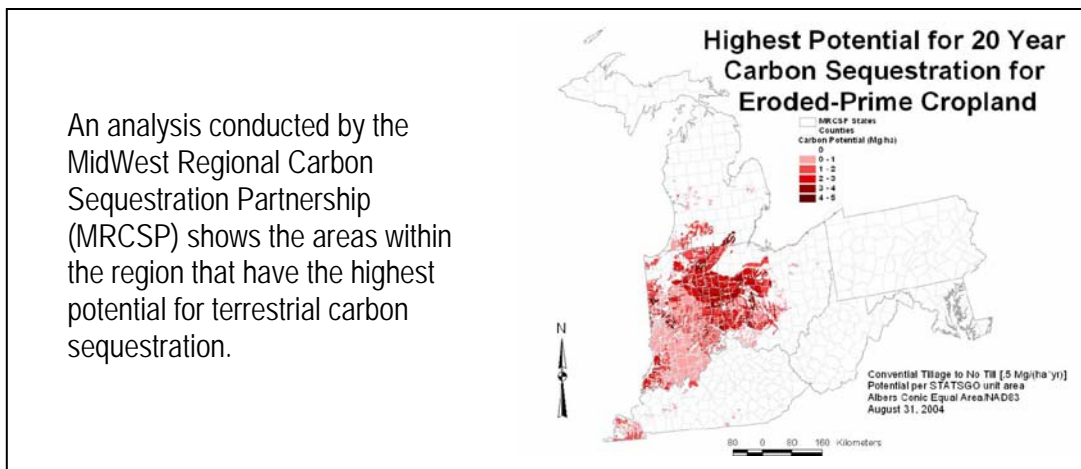 An analysis conducted by the
MidWest Regional Carbon
Sequestration Partnership
(MRCSP) shows the areas within
the region that have the highest
potential for terrestrial carbon
sequestration.
Highest Potential for 20 Year
Carbon Sequestration for
Eroded-Prime Cropland
MRCSP States
Counties
Carbon Potential (Mg/ha)
0
0 - 1
1 - 2
2 - 3
3 - 4
4 - 5
N
Convential Tillage to No Till [.5 Mg/(ha*yr)]
Potential per STATSGO unit area
Albers Conic Equal Area/NAD83
August 31, 2004
80 0 80 160 Kilometers